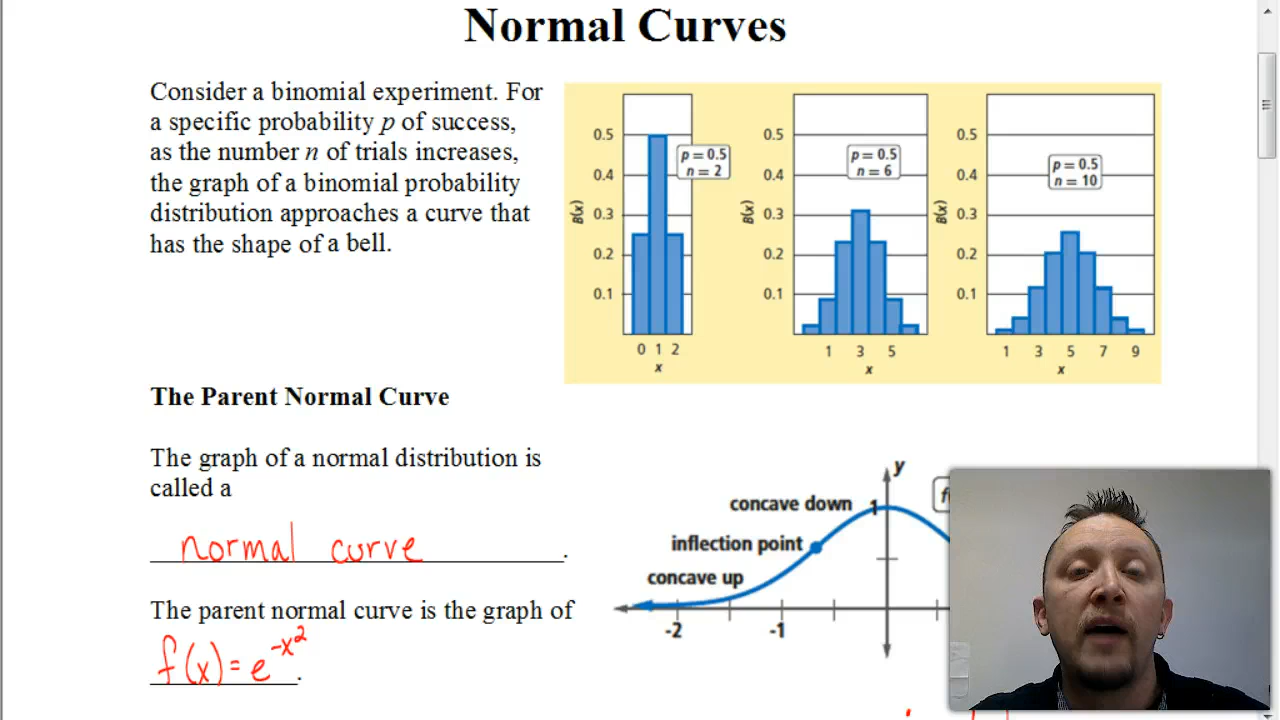 Normal Curves
Consider a binomial experiment. For
a specific probability p of success,
as the number n of trials increases,
the graph of a binomial probability
distribution approaches a curve that
has the shape of a bell.
0.5
0.4
0.3
0.2
0.1
B(x)
p = 0.5
n = 2
0 1 2
x
0.5
0.4
0.3
0.2
0.1
B(x)
p = 0.5
n = 6
1 3 5
x
0.5
0.4
0.3
0.2
0.1
B(x)
p = 0.5
n = 10
1 3 5 7 9
x
The Parent Normal Curve
The graph of a normal distribution is
called a
normal curve.
The parent normal curve is the graph of
f(x) = e^-x^2.
y
concave down
1
f
inflection point
concave up
-2 -1